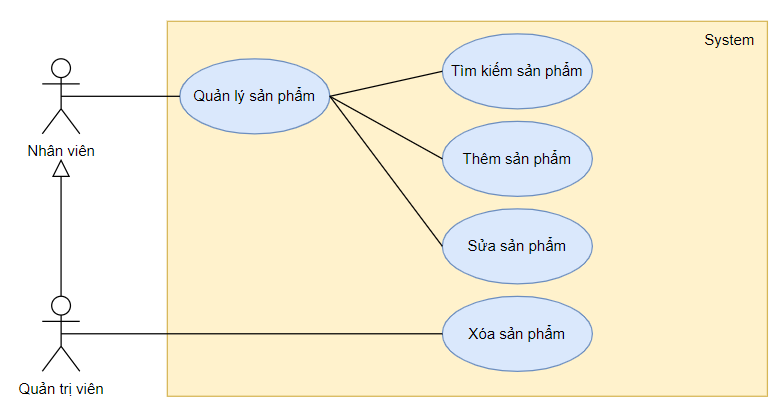 System
Tìm kiếm sản phẩm
Quản lý sản phẩm
Nhân viên
Thêm sản phẩm
Sửa sản phẩm
Xóa sản phẩm
Quản trị viên